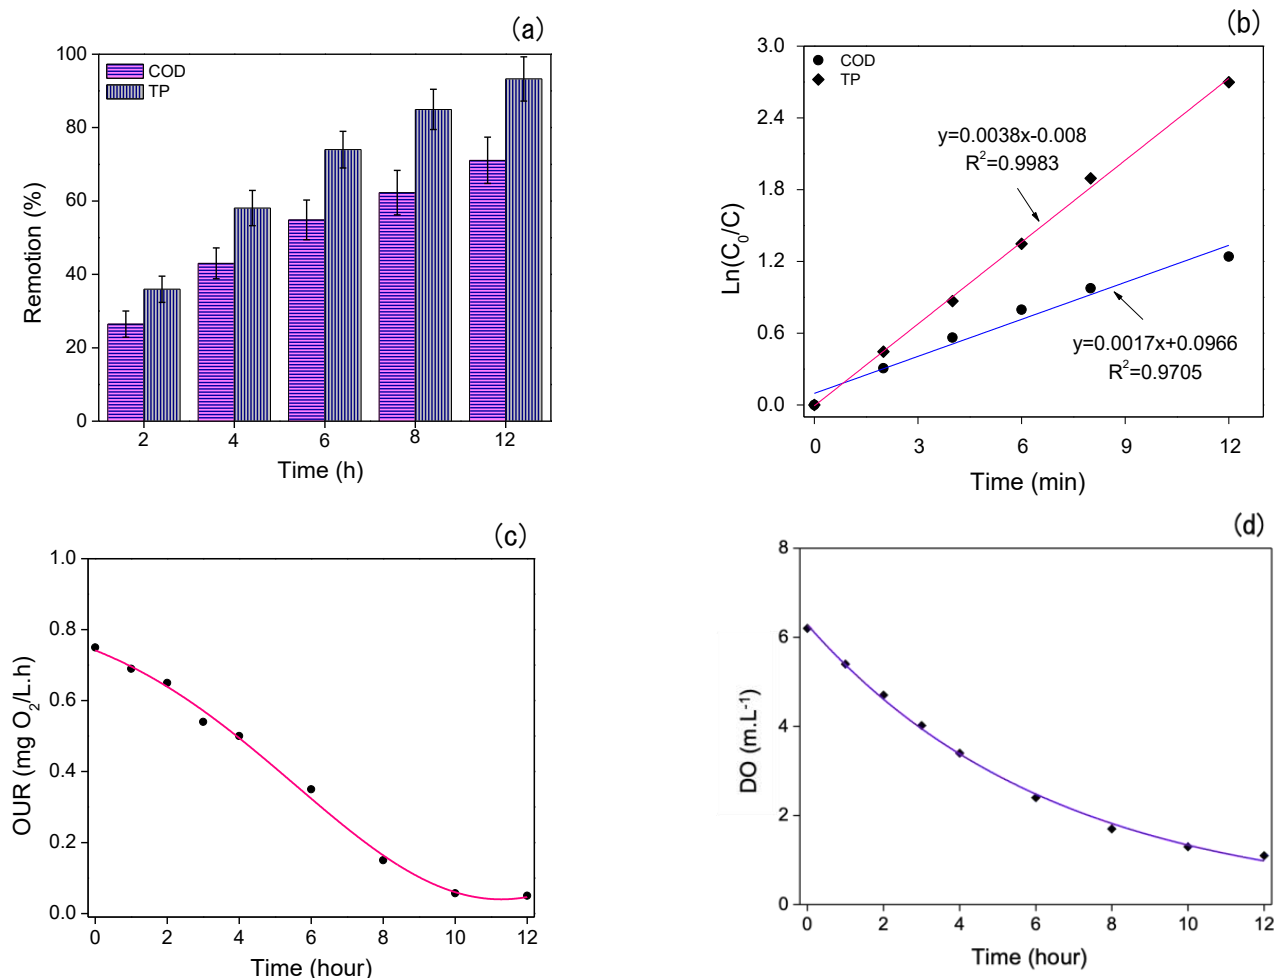 (a)
100
80
60
40
20
0
COD
TP
Remotion (%)
2 4 6 8 12
Time (h)
(b)
3.0
2.4
1.8
1.2
0.6
0.0
COD
TP
y=0.0038x-0.008
R²=0.9983
y=0.0017x+0.0966
R²=0.9705
Ln(C₀/C)
0 3 6 9 12
Time (min)
(c)
1.0
0.8
0.6
0.4
0.2
0.0
OUR (mg O₂/L.h)
0 2 4 6 8 10 12
Time (hour)
(d)
8
6
4
2
0
DO (m.L⁻¹)
0 2 4 6 8 10 12
Time (hour)